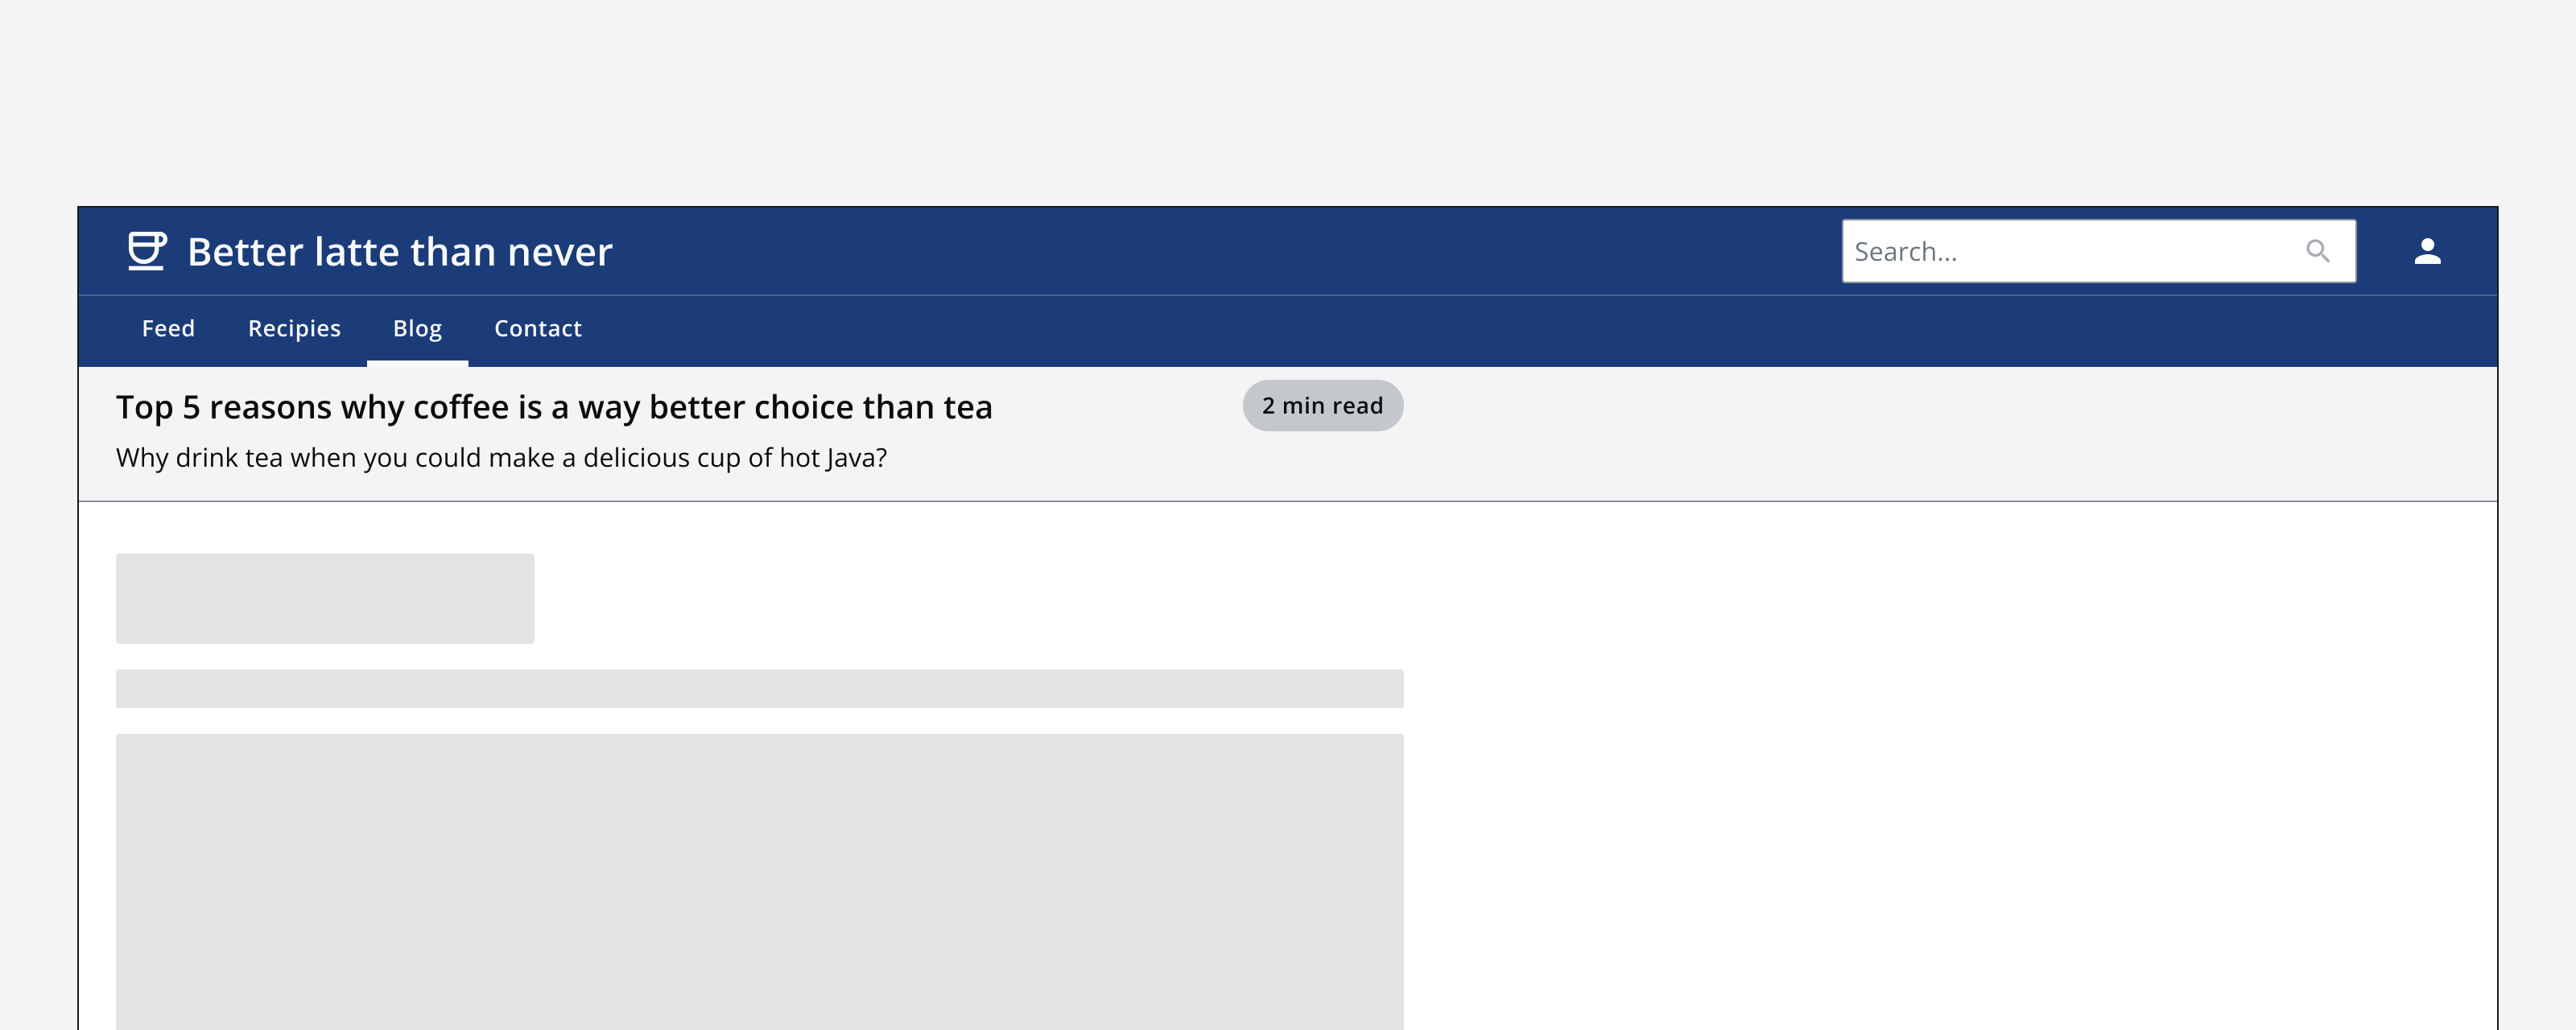 Better latte than never
Search...
Feed Recipies Blog Contact
Top 5 reasons why coffee is a way better choice than tea
2 min read
Why drink tea when you could make a delicious cup of hot Java?